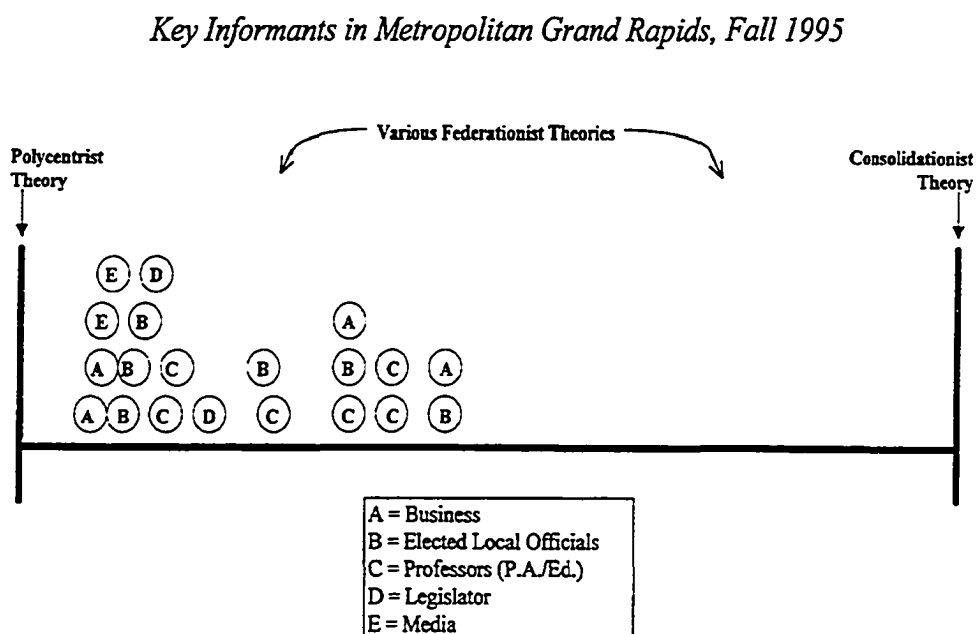 Key Informants in Metropolitan Grand Rapids, Fall 1995
Various Federationist Theories
Polycentrist
Theory
Consolidationist
Theory
E D
E B A
A B C B B C A
A B C D C C C B
A = Business
B = Elected Local Officials
C = Professors (P.A./Ed.)
D = Legislator
E = Media